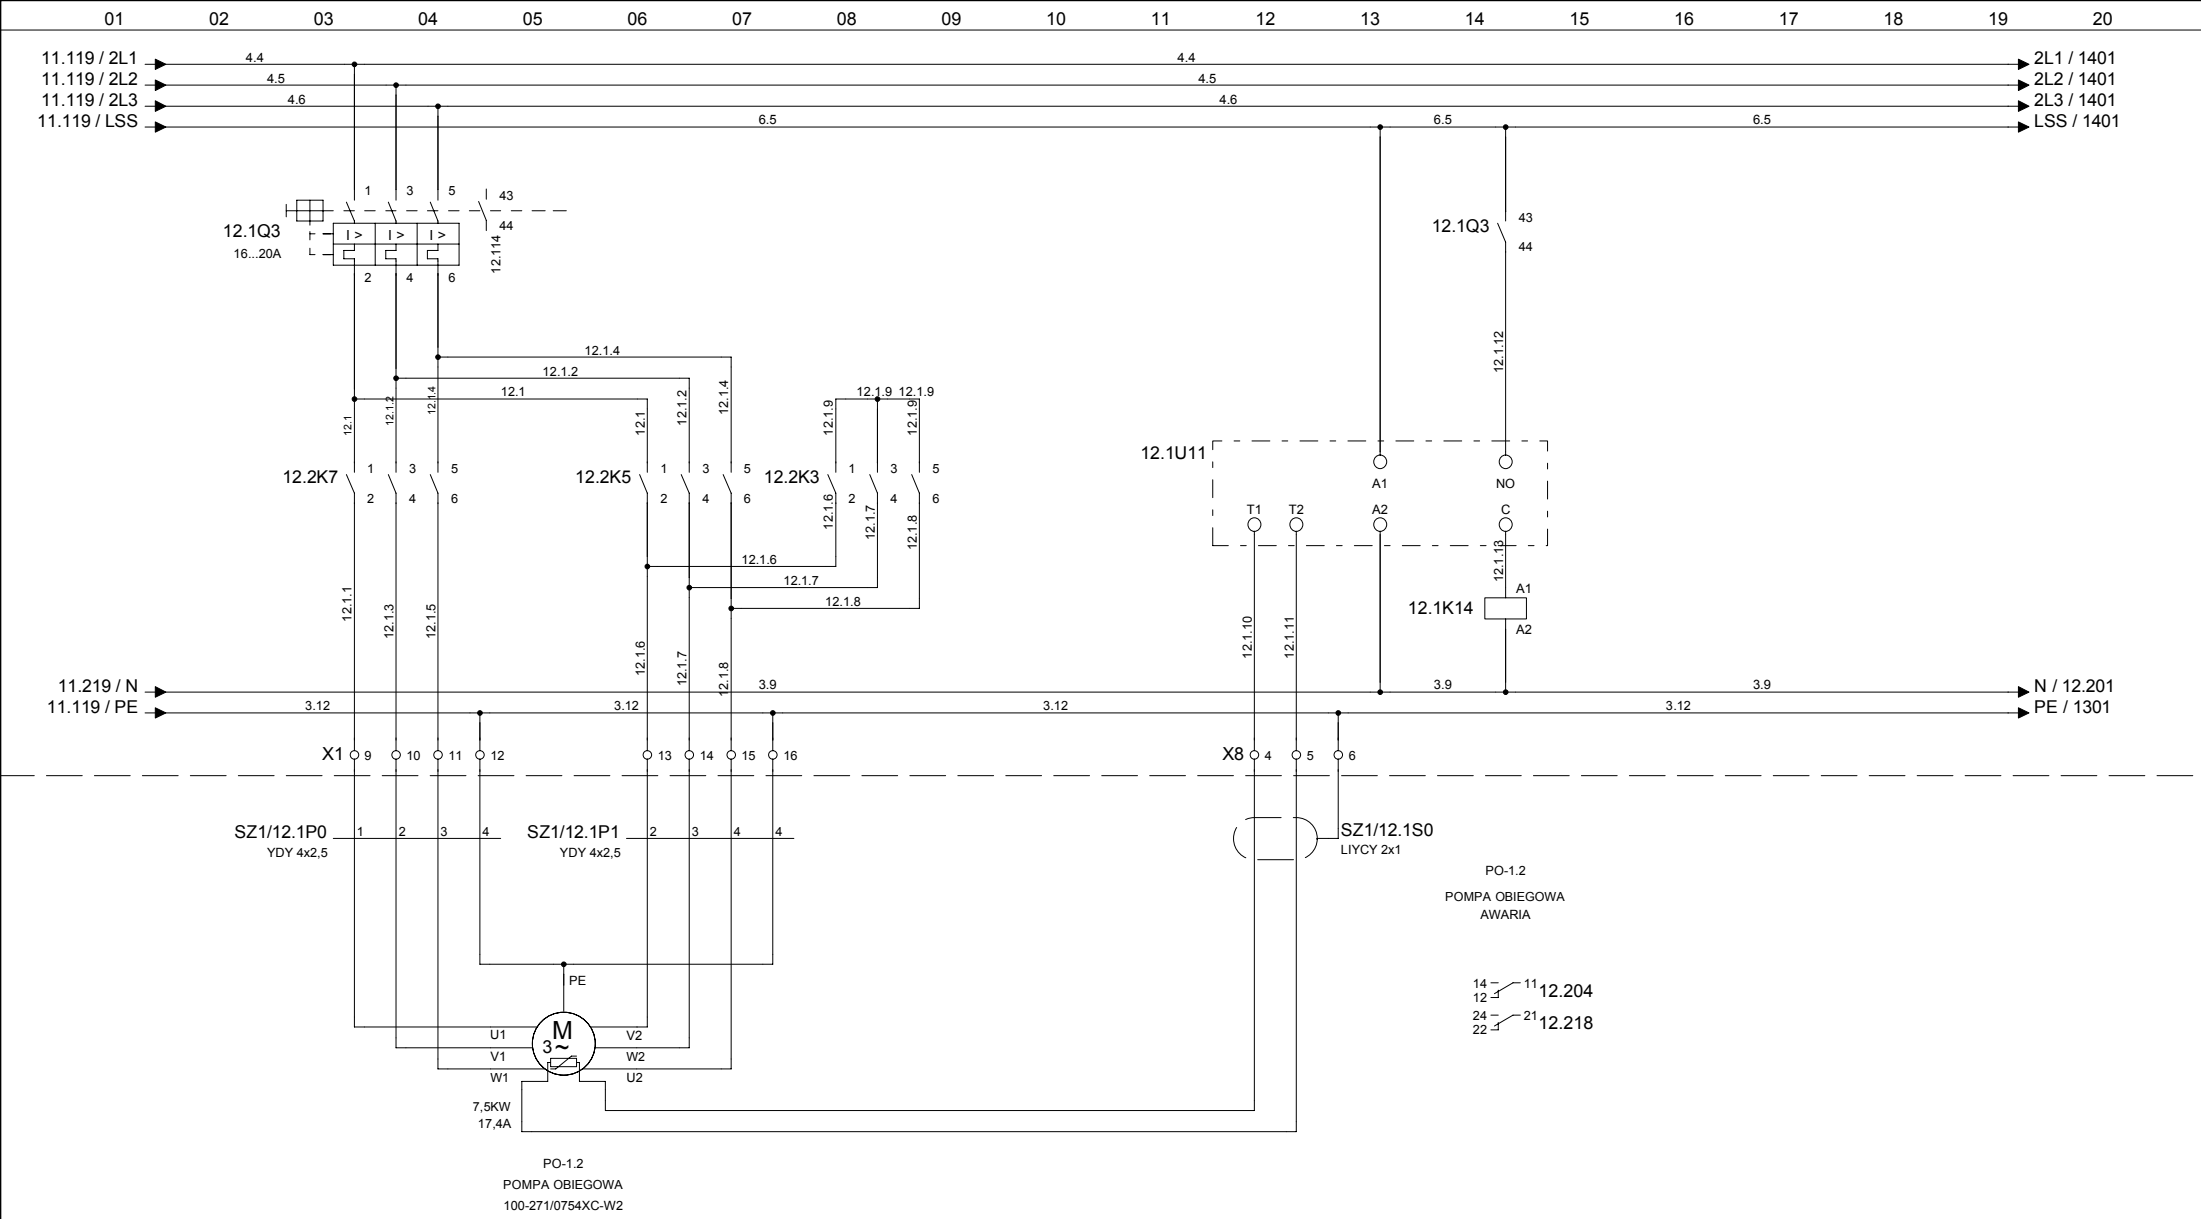 01 02 03 04 05 06 07 08 09 10 11 12 13 14 15 16 17 18 19 20
11.119 / 2L1 4.4 4.4 2L1 / 1401
11.119 / 2L2 4.5 4.5 2L2 / 1401
11.119 / 2L3 4.6 4.6 2L3 / 1401
11.119 / LSS 6.5 6.5 6.5 LSS / 1401
1 3 5 43
44
12.114
12.1Q3
16...20A
I > I > I >
2 4 6
12.1Q3 43
44
12.1.12
12.1.4
12.1.2
12.1
12.1 12.1.2 12.1.4
12.1 12.1.2 12.1.4
12.1.9 12.1.9
12.1.9 12.1.9
12.2K7 1 3 5
2 4 6
12.2K5 1 3 5
2 4 6
12.2K3 1 3 5
2 4 6
12.1.6 12.1.7 12.1.8
12.1.6
12.1.7
12.1.8
12.1U11
A1 NO
T1 T2 A2 C
12.1.13
A1
12.1K14
A2
12.1.1 12.1.3 12.1.5
12.1.6 12.1.7 12.1.8
12.1.10 12.1.11
11.219 / N 3.9 3.9 3.9 N / 12.201
11.119 / PE 3.12 3.12 3.12 3.12 PE / 1301
X1 9 10 11 12 13 14 15 16
X8 4 5 6
SZ1/12.1P0 1 2 3 4
YDY 4x2,5
SZ1/12.1P1 2 3 4 4
YDY 4x2,5
SZ1/12.1S0
LIYCY 2x1
PO-1.2
POMPA OBIEGOWA
AWARIA
14 11 12.204
12
24 21 12.218
22
PE
M
3~
U1 V2
V1 W2
W1 U2
7,5KW
17,4A
PO-1.2
POMPA OBIEGOWA
100-271/0754XC-W2